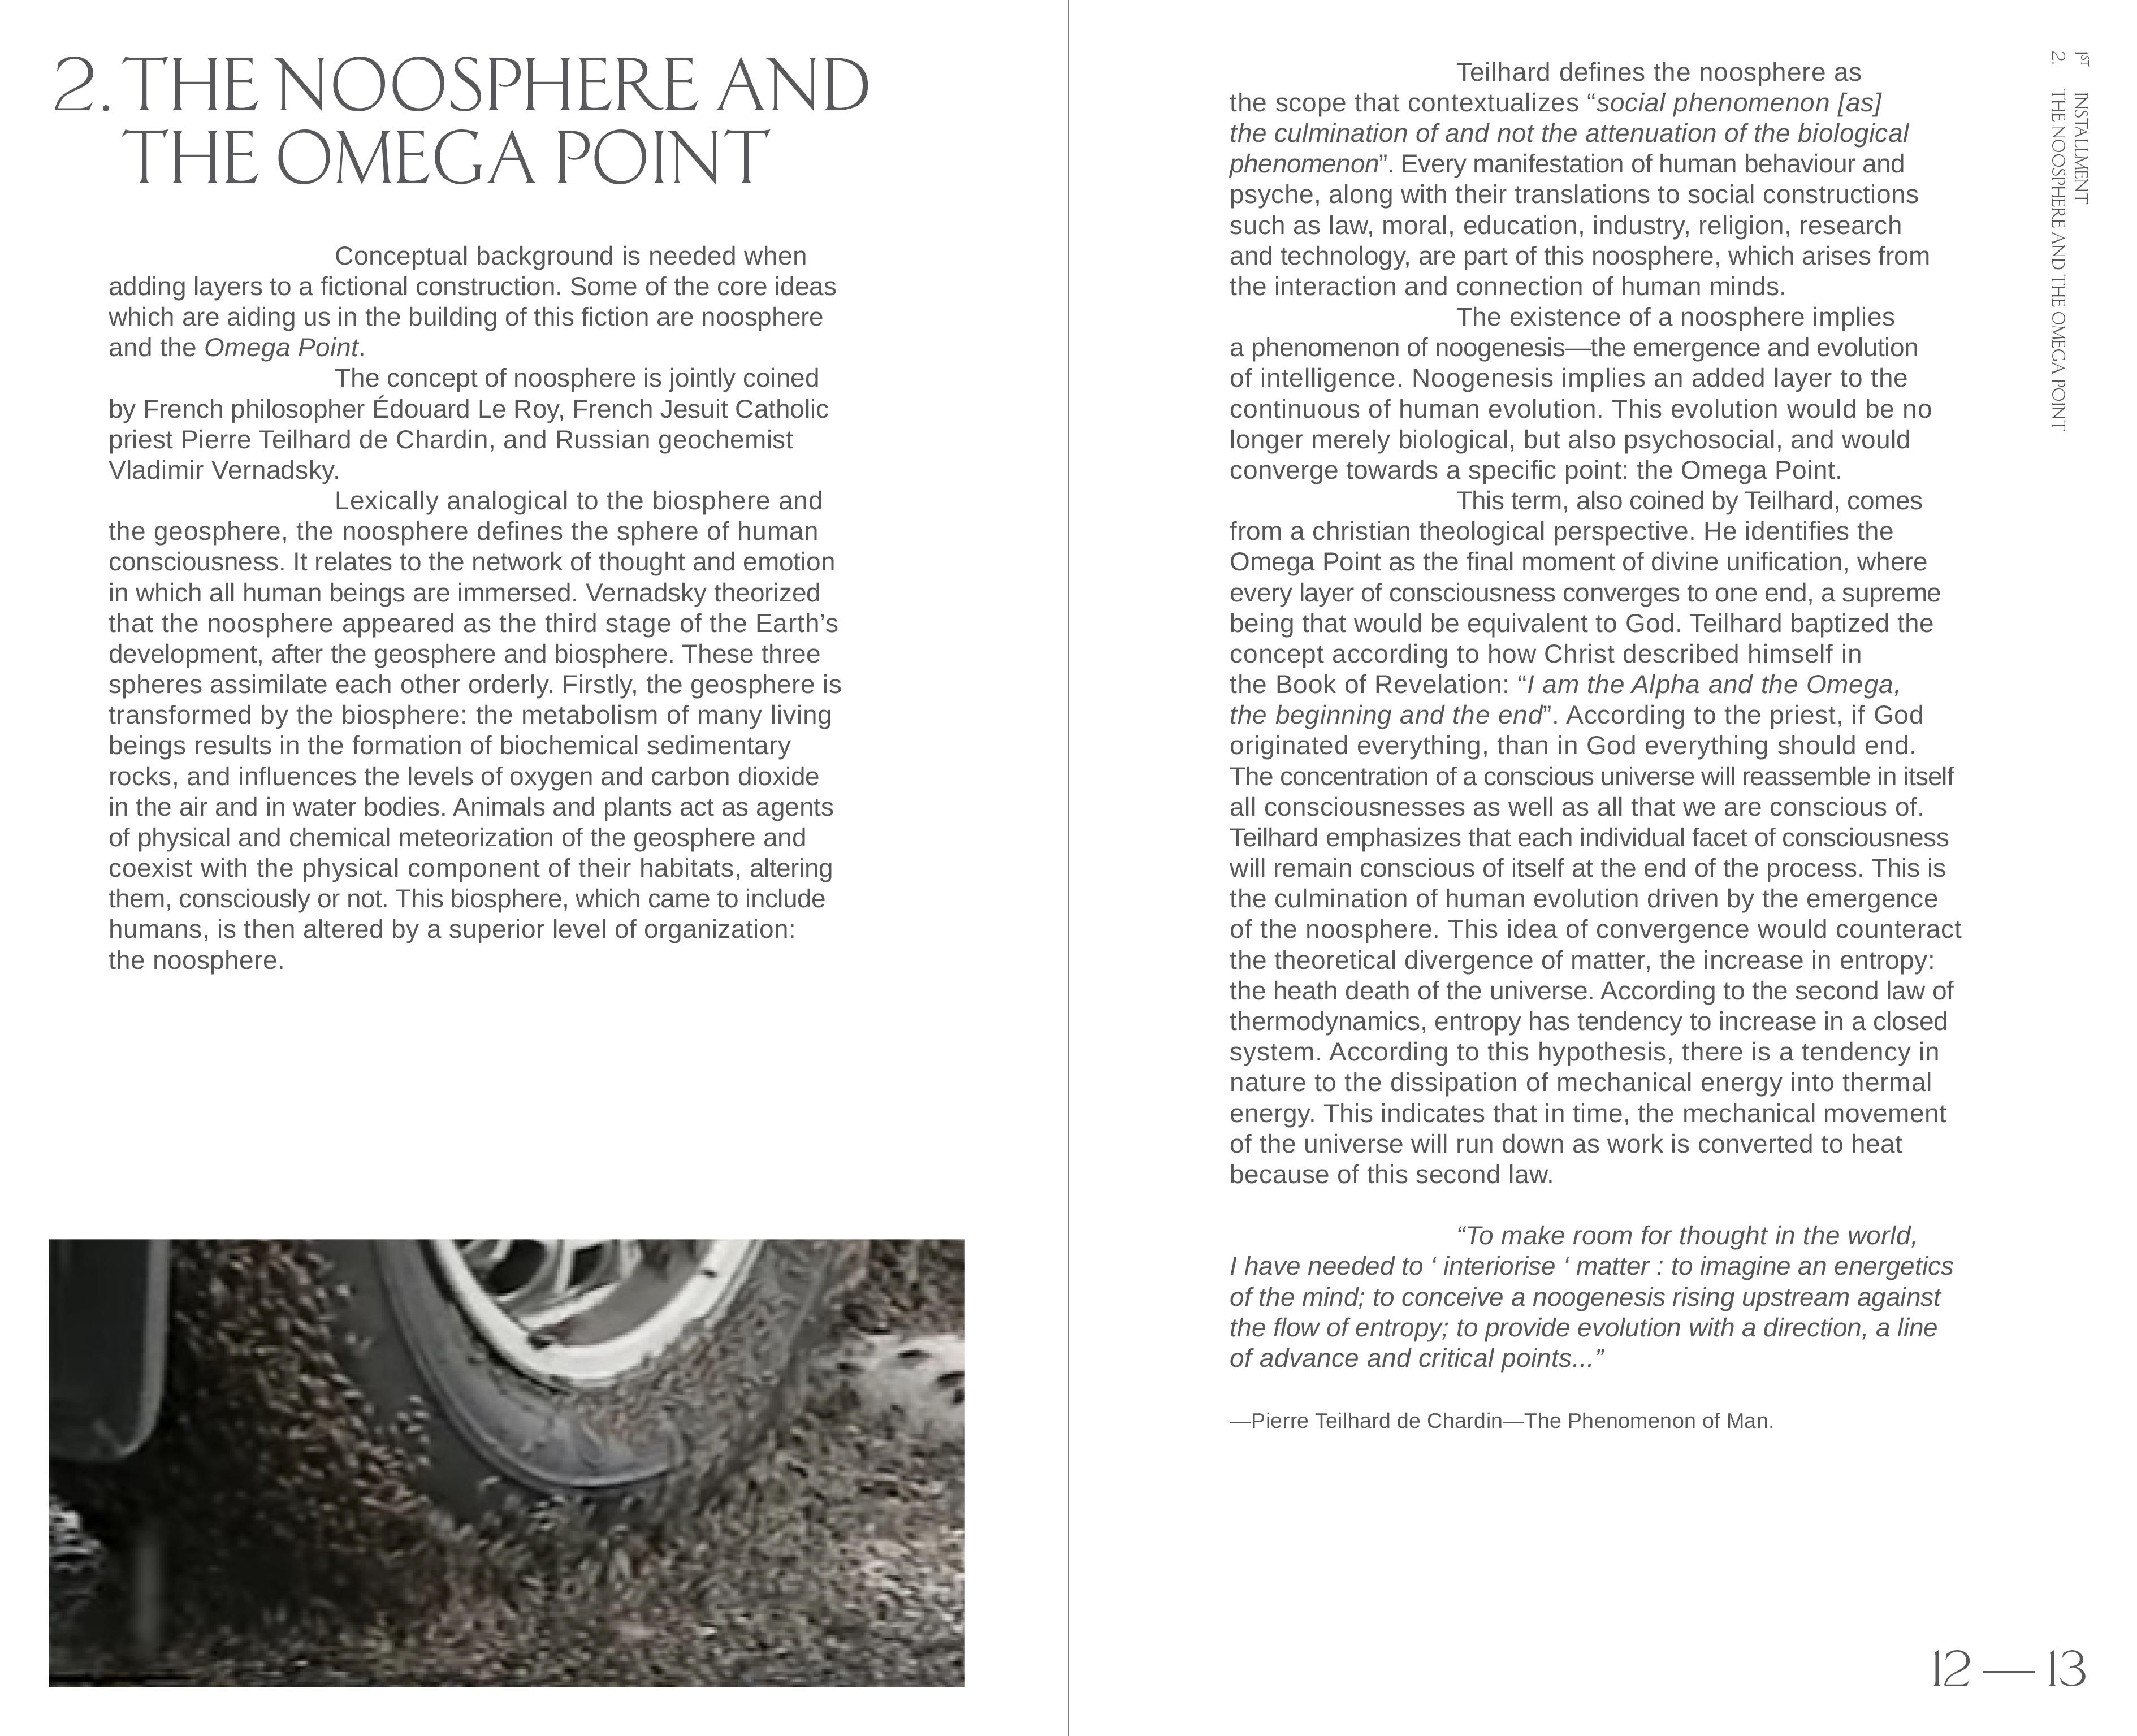 2. THE NOOSPHERE AND
THE OMEGA POINT
Conceptual background is needed when
adding layers to a fictional construction. Some of the core ideas
which are aiding us in the building of this fiction are noosphere
and the Omega Point.
The concept of noosphere is jointly coined
by French philosopher Édouard Le Roy, French Jesuit Catholic
priest Pierre Teilhard de Chardin, and Russian geochemist
Vladimir Vernadsky.
Lexically analogical to the biosphere and
the geosphere, the noosphere defines the sphere of human
consciousness. It relates to the network of thought and emotion
in which all human beings are immersed. Vernadsky theorized
that the noosphere appeared as the third stage of the Earth’s
development, after the geosphere and biosphere. These three
spheres assimilate each other orderly. Firstly, the geosphere is
transformed by the biosphere: the metabolism of many living
beings results in the formation of biochemical sedimentary
rocks, and influences the levels of oxygen and carbon dioxide
in the air and in water bodies. Animals and plants act as agents
of physical and chemical meteorization of the geosphere and
coexist with the physical component of their habitats, altering
them, consciously or not. This biosphere, which came to include
humans, is then altered by a superior level of organization:
the noosphere.
Teilhard defines the noosphere as
the scope that contextualizes “social phenomenon [as]
the culmination of and not the attenuation of the biological
phenomenon”. Every manifestation of human behaviour and
psyche, along with their translations to social constructions
such as law, moral, education, industry, religion, research
and technology, are part of this noosphere, which arises from
the interaction and connection of human minds.
The existence of a noosphere implies
a phenomenon of noogenesis—the emergence and evolution
of intelligence. Noogenesis implies an added layer to the
continuous of human evolution. This evolution would be no
longer merely biological, but also psychosocial, and would
converge towards a specific point: the Omega Point.
This term, also coined by Teilhard, comes
from a christian theological perspective. He identifies the
Omega Point as the final moment of divine unification, where
every layer of consciousness converges to one end, a supreme
being that would be equivalent to God. Teilhard baptized the
concept according to how Christ described himself in
the Book of Revelation: “I am the Alpha and the Omega,
the beginning and the end”. According to the priest, if God
originated everything, than in God everything should end.
The concentration of a conscious universe will reassemble in itself
all consciousnesses as well as all that we are conscious of.
Teilhard emphasizes that each individual facet of consciousness
will remain conscious of itself at the end of the process. This is
the culmination of human evolution driven by the emergence
of the noosphere. This idea of convergence would counteract
the theoretical divergence of matter, the increase in entropy:
the heath death of the universe. According to the second law of
thermodynamics, entropy has tendency to increase in a closed
system. According to this hypothesis, there is a tendency in
nature to the dissipation of mechanical energy into thermal
energy. This indicates that in time, the mechanical movement
of the universe will run down as work is converted to heat
because of this second law.
“To make room for thought in the world,
I have needed to ‘ interiorise ‘ matter : to imagine an energetics
of the mind; to conceive a noogenesis rising upstream against
the flow of entropy; to provide evolution with a direction, a line
of advance and critical points...”
—Pierre Teilhard de Chardin—The Phenomenon of Man.
1ST INSTALLMENT
2. THE NOOSPHERE AND THE OMEGA POINT
12 — 13